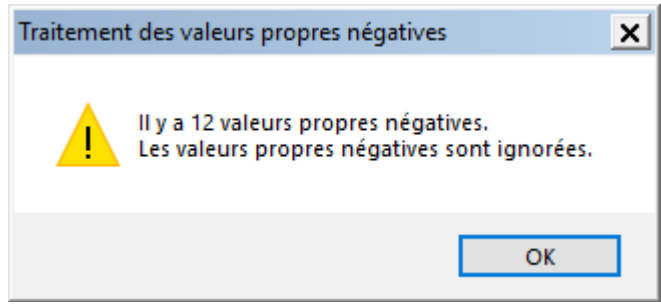 Traitement des valeurs propres négatives
Il y a 12 valeurs propres négatives.
Les valeurs propres négatives sont ignorées.
OK